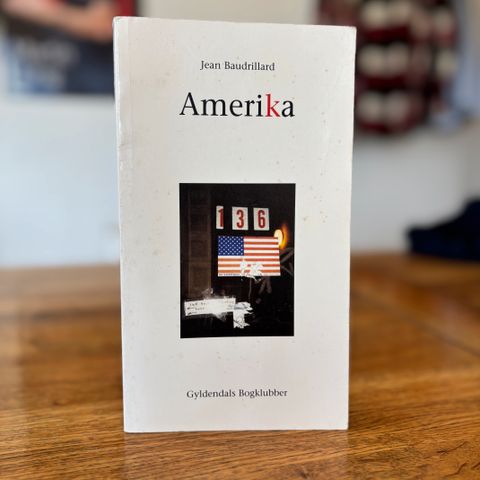 Jean Baudrillard
Amerika
136
Gyldendals Bogklubber